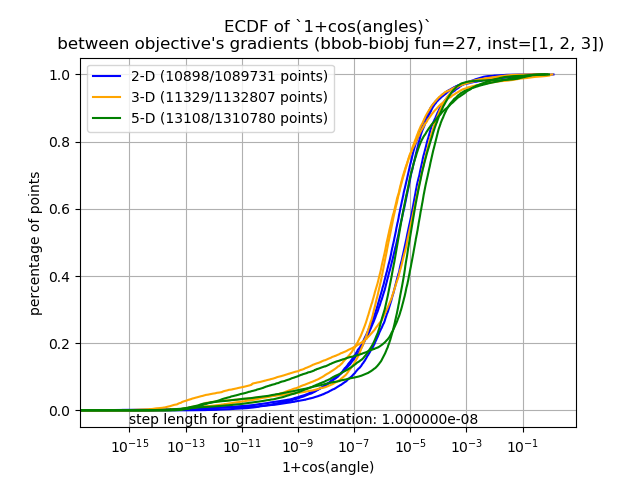 ECDF of `1+cos(angles)`
between objective's gradients (bbob-biobj fun=27, inst=[1, 2, 3])
2-D (10898/1089731 points)
3-D (11329/1132807 points)
5-D (13108/1310780 points)
percentage of points
1.0
0.8
0.6
0.4
0.2
0.0
step length for gradient estimation: 1.000000e-08
10⁻¹⁵ 10⁻¹³ 10⁻¹¹ 10⁻⁹ 10⁻⁷ 10⁻⁵ 10⁻³ 10⁻¹
1+cos(angle)